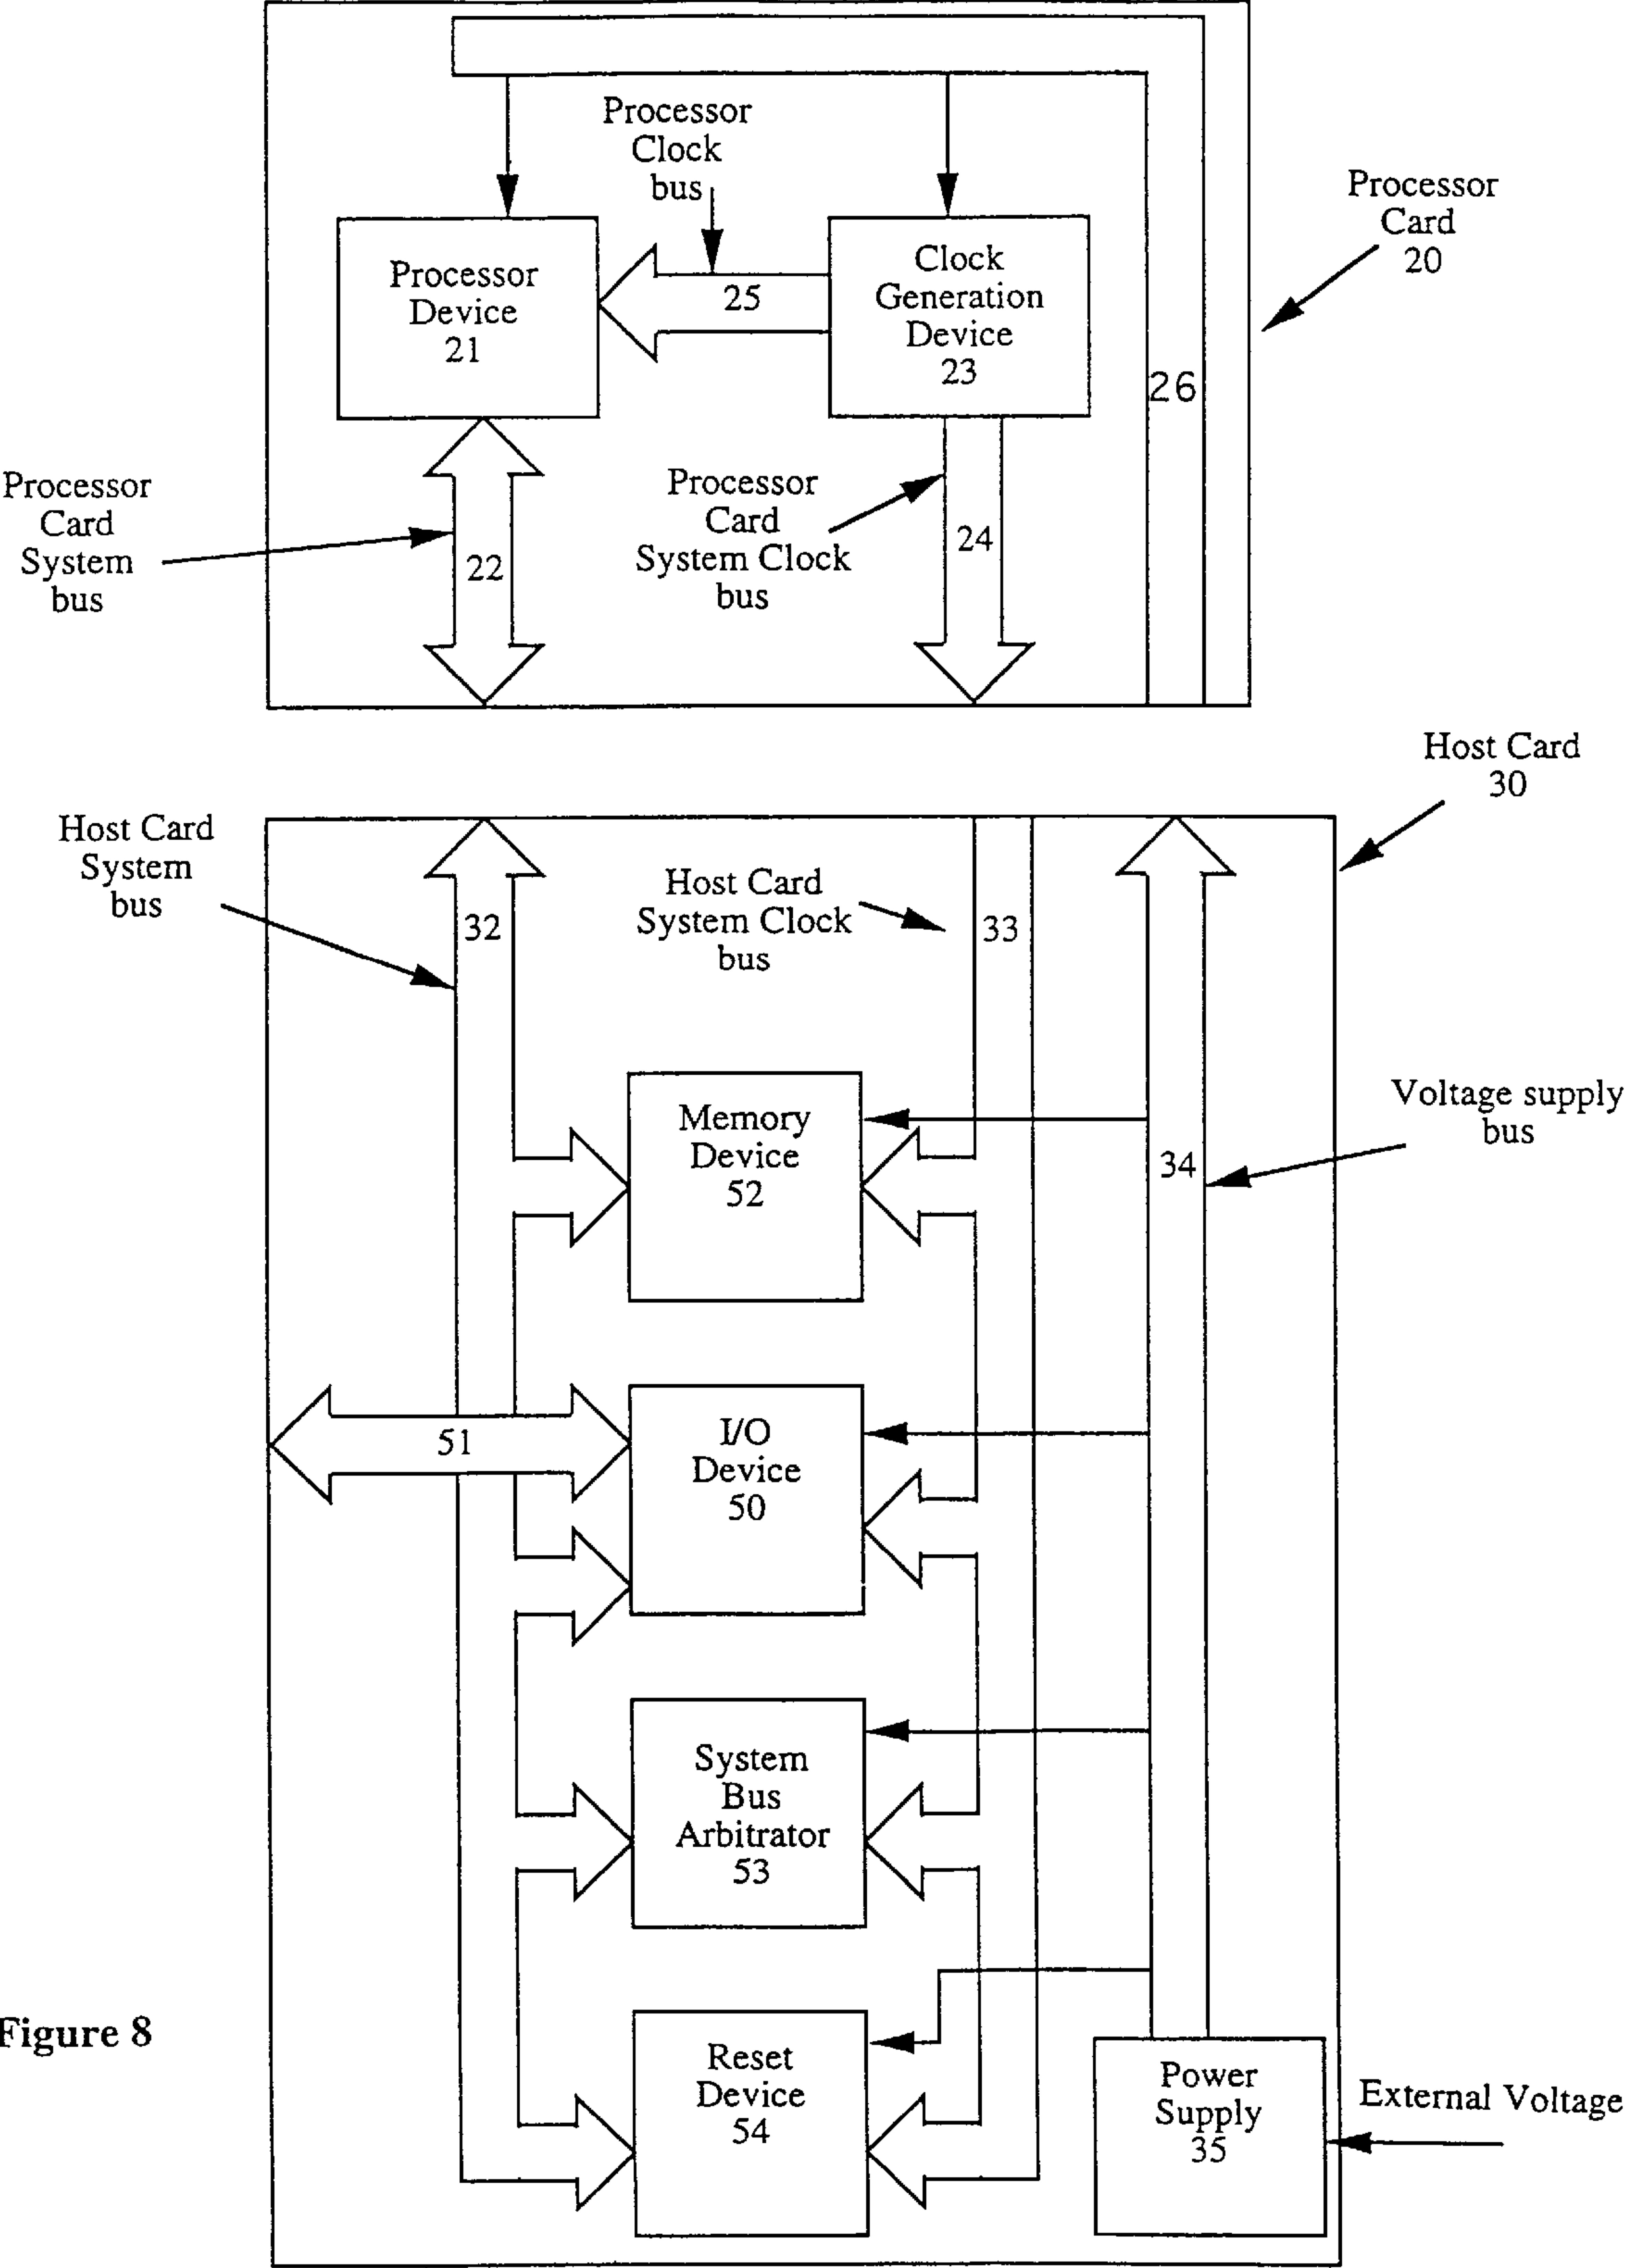 Processor
Clock
bus
Processor
Card
20
Processor
Device
21
25
Clock
Generation
Device
23
26
Processor
Card
System
bus
22
Processor
Card
System Clock
bus
24
Host Card
30
Host Card
System
bus
32
Host Card
System Clock
bus
33
Memory
Device
52
Voltage supply
bus
34
51
I/O
Device
50
System
Bus
Arbitrator
53
Figure 8
Reset
Device
54
Power
Supply
35
External Voltage